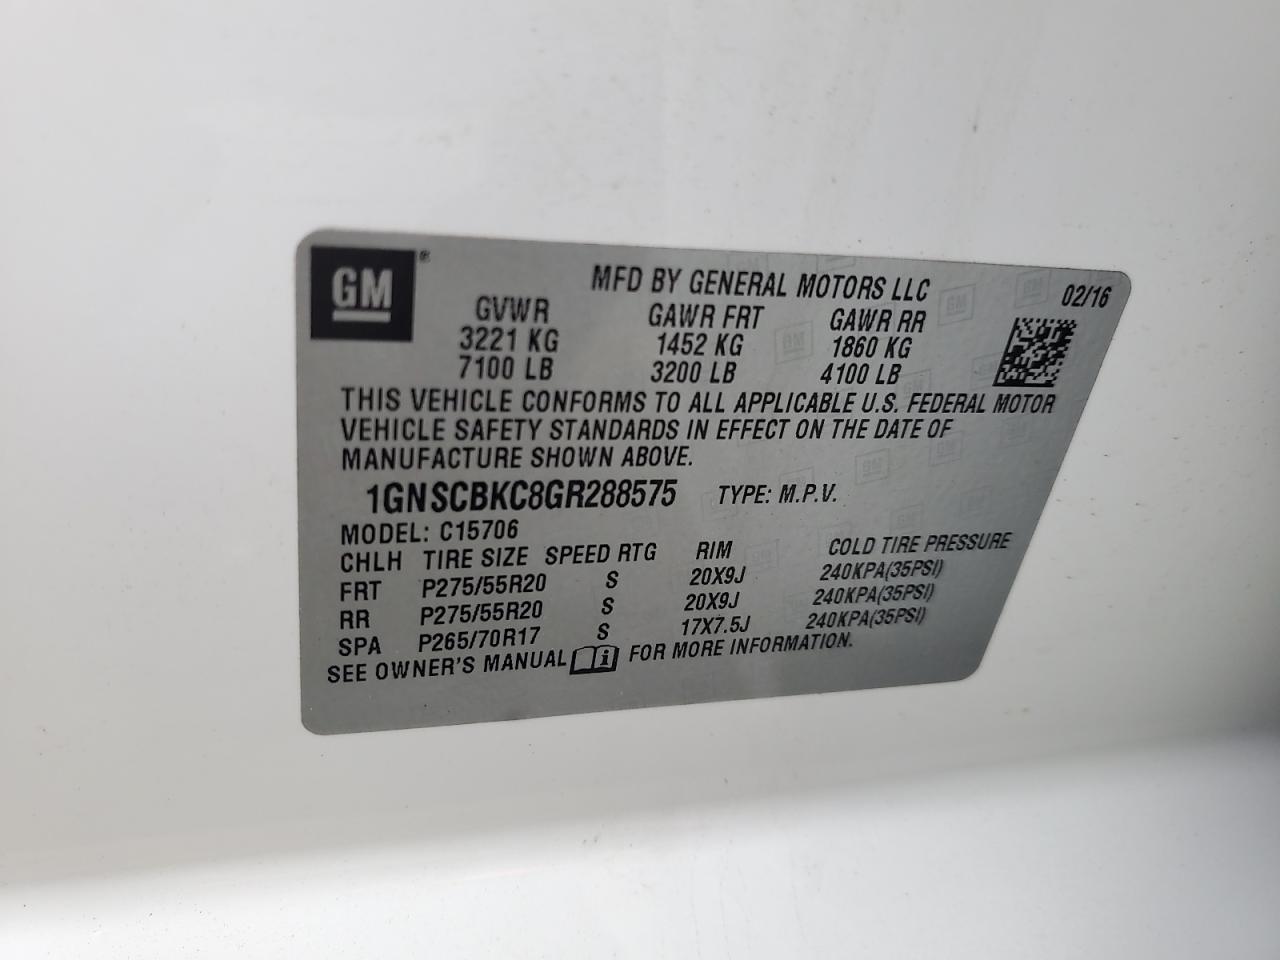 GM®
MFD BY GENERAL MOTORS LLC 02/16
GVWR GAWR FRT GAWR RR
3221 KG 1452 KG 1860 KG
7100 LB 3200 LB 4100 LB
THIS VEHICLE CONFORMS TO ALL APPLICABLE U.S. FEDERAL MOTOR
VEHICLE SAFETY STANDARDS IN EFFECT ON THE DATE OF
MANUFACTURE SHOWN ABOVE.
1GNSCBKC8GR288575 TYPE: M.P.V.
MODEL: C15706
CHLH TIRE SIZE SPEED RTG RIM COLD TIRE PRESSURE
FRT P275/55R20 S 20X9J 240KPA(35PSI)
RR P275/55R20 S 20X9J 240KPA(35PSI)
SPA P265/70R17 S 17X7.5J 240KPA(35PSI)
SEE OWNER'S MANUAL i FOR MORE INFORMATION.